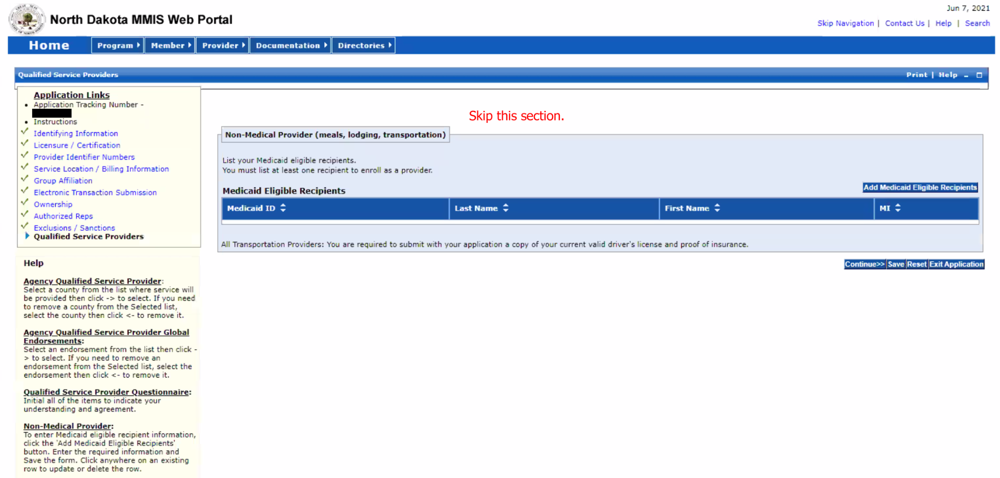 Jun 7, 2021
North Dakota MMIS Web Portal
Skip Navigation | Contact Us | Help | Search
Home Program Member Provider Documentation Directories
Qualified Service Providers
Print | Help
Application Links
Application Tracking Number -
Instructions
Identifying Information
Licensure / Certification
Provider Identifier Numbers
Service Location / Billing Information
Group Affiliation
Electronic Transaction Submission
Ownership
Authorized Reps
Exclusions / Sanctions
Qualified Service Providers
Help
Agency Qualified Service Provider:
Select a county from the list where service will
be provided then click -> to select. If you need
to remove a county from the Selected list,
select the county then click <- to remove it.
Agency Qualified Service Provider Global
Endorsements:
Select an endorsement from the list then click -
> to select. If you need to remove an
endorsement from the Selected list, select the
endorsement then click <- to remove it.
Qualified Service Provider Questionnaire:
Initial all of the items to indicate your
understanding and agreement.
Non-Medical Provider:
To enter Medicaid eligible recipient information,
click the 'Add Medicaid Eligible Recipients'
button. Enter the required information and
Save the form. Click anywhere on an existing
row to update or delete the row.
Skip this section.
Non-Medical Provider (meals, lodging, transportation)
List your Medicaid eligible recipients.
You must list at least one recipient to enroll as a provider.
Medicaid Eligible Recipients
Add Medicaid Eligible Recipients
Medicaid ID Last Name First Name MI
All Transportation Providers: You are required to submit with your application a copy of your current valid driver's license and proof of insurance.
Continue>> Save Reset Exit Application